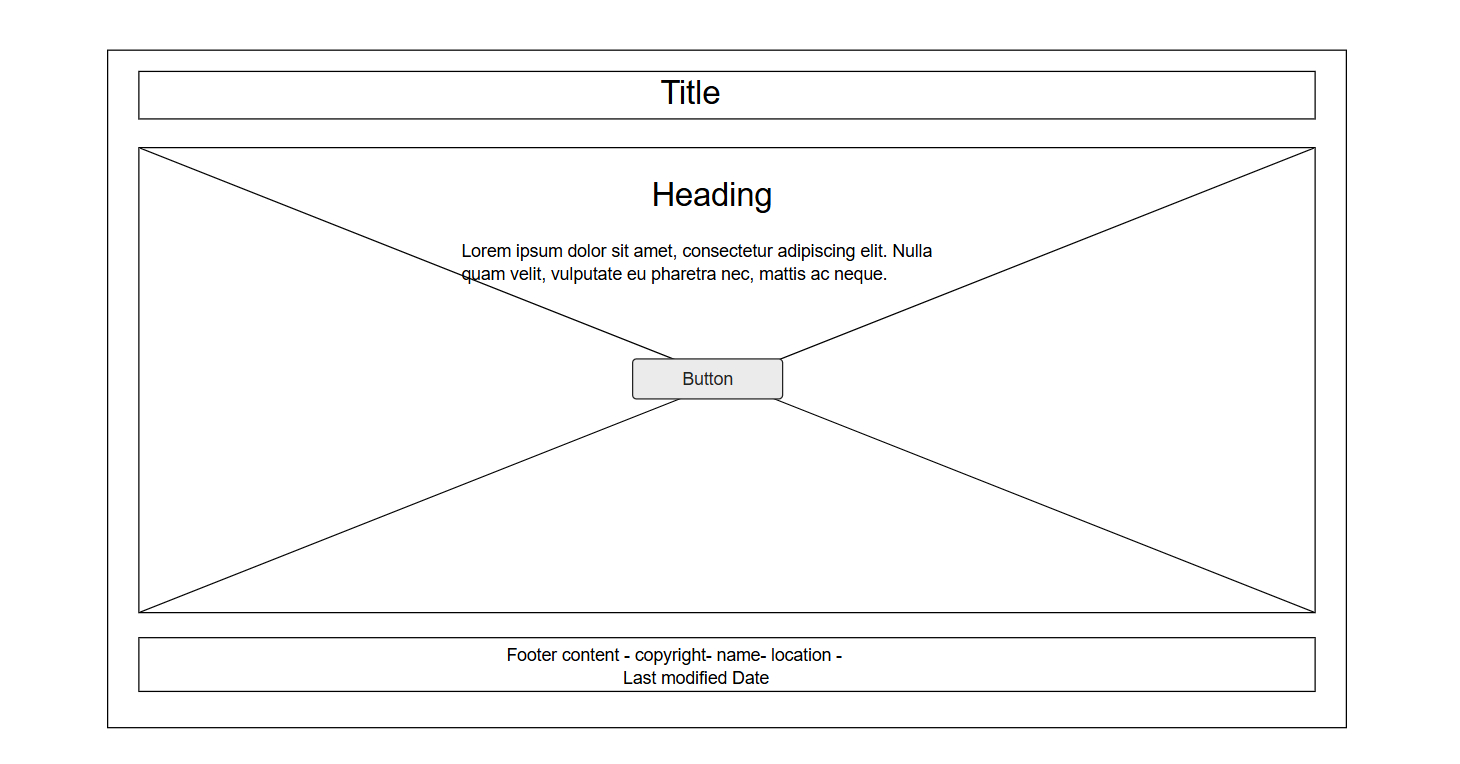 Title
Heading
Lorem ipsum dolor sit amet, consectetur adipiscing elit. Nulla
quam velit, vulputate eu pharetra nec, mattis ac neque.
Button
Footer content - copyright- name- location -
Last modified Date